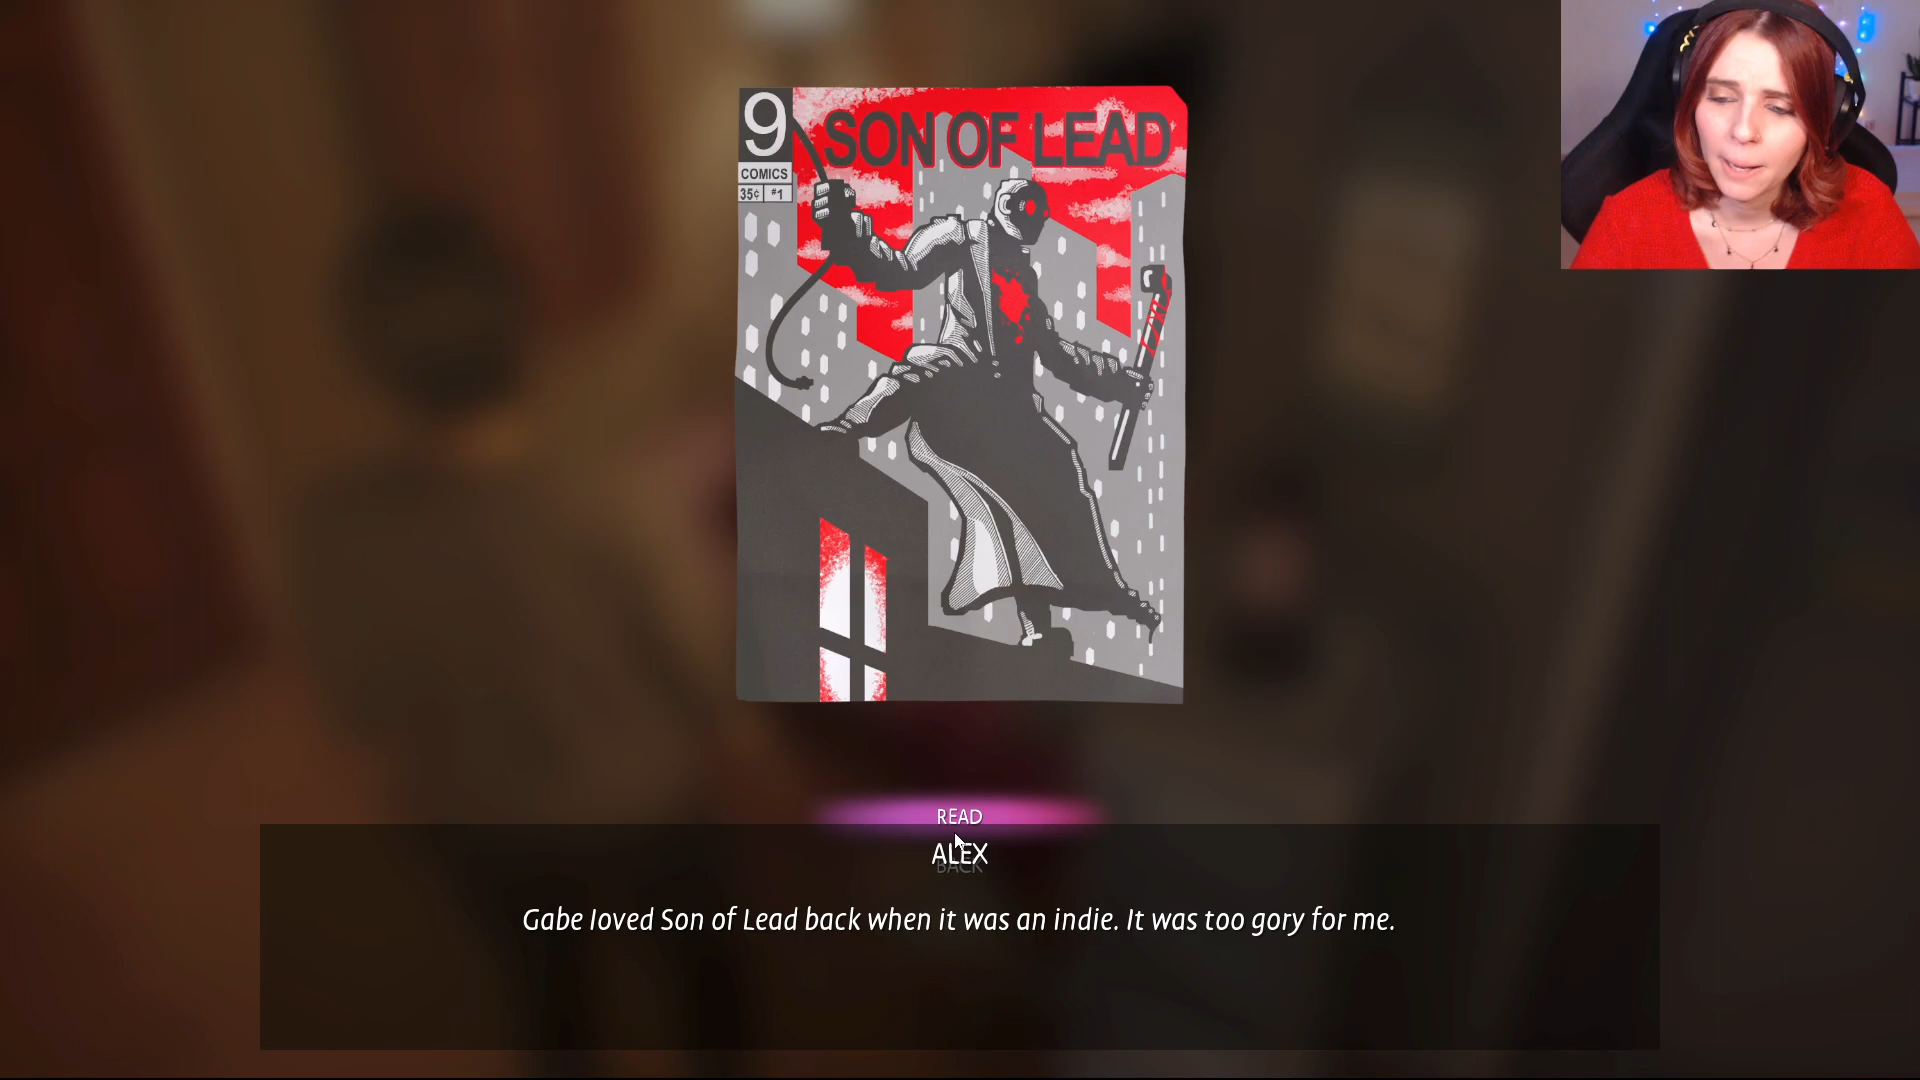 9
SON OF LEAD
COMICS
35¢ #1
READ
ALEX
BACK
Gabe loved Son of Lead back when it was an indie. It was too gory for me.